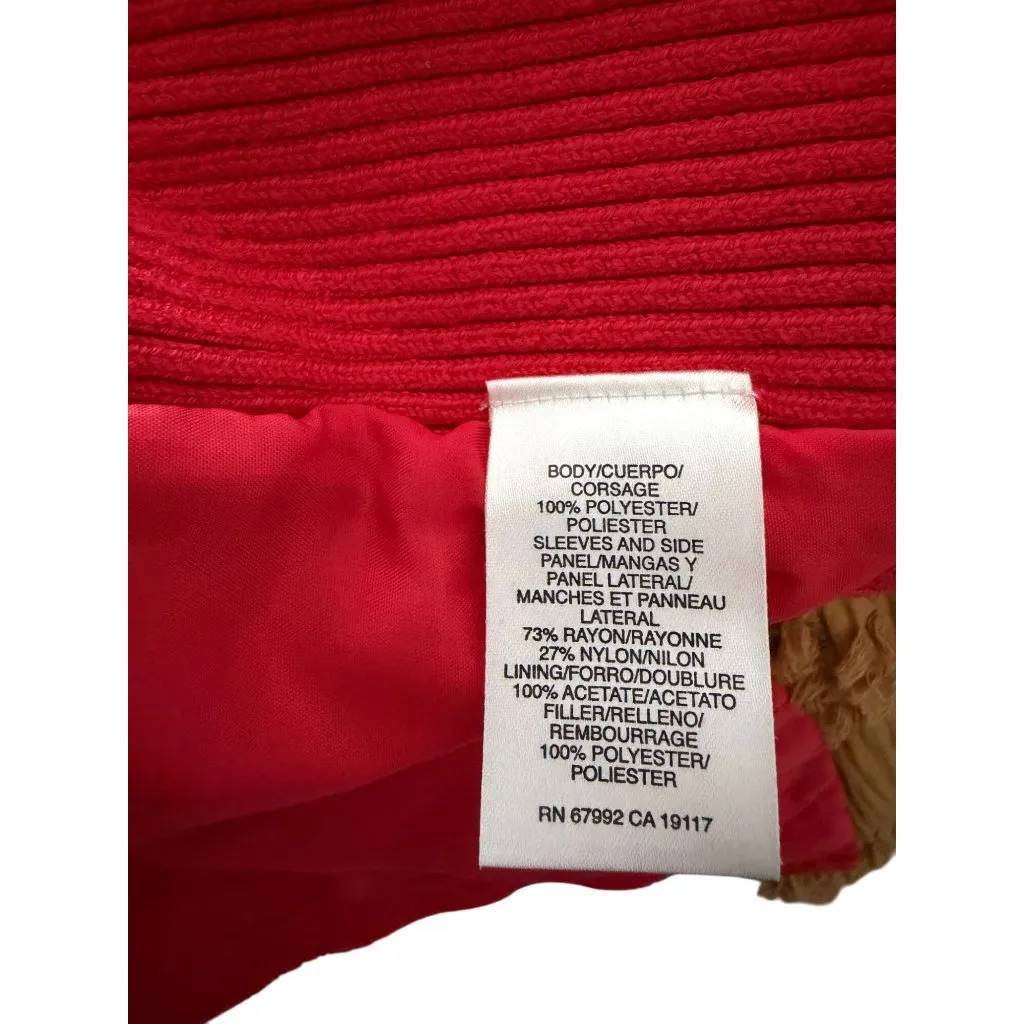 BODY/CUERPO/
CORSAGE
100% POLYESTER/
POLIESTER
SLEEVES AND SIDE
PANEL/MANGAS Y
PANEL LATERAL/
MANCHES ET PANNEAU
LATERAL
73% RAYON/RAYONNE
27% NYLON/NILON
LINING/FORRO/DOUBLURE
100% ACETATE/ACETATO
FILLER/RELLENO/
REMBOURRAGE
100% POLYESTER/
POLIESTER
RN 67992 CA 19117